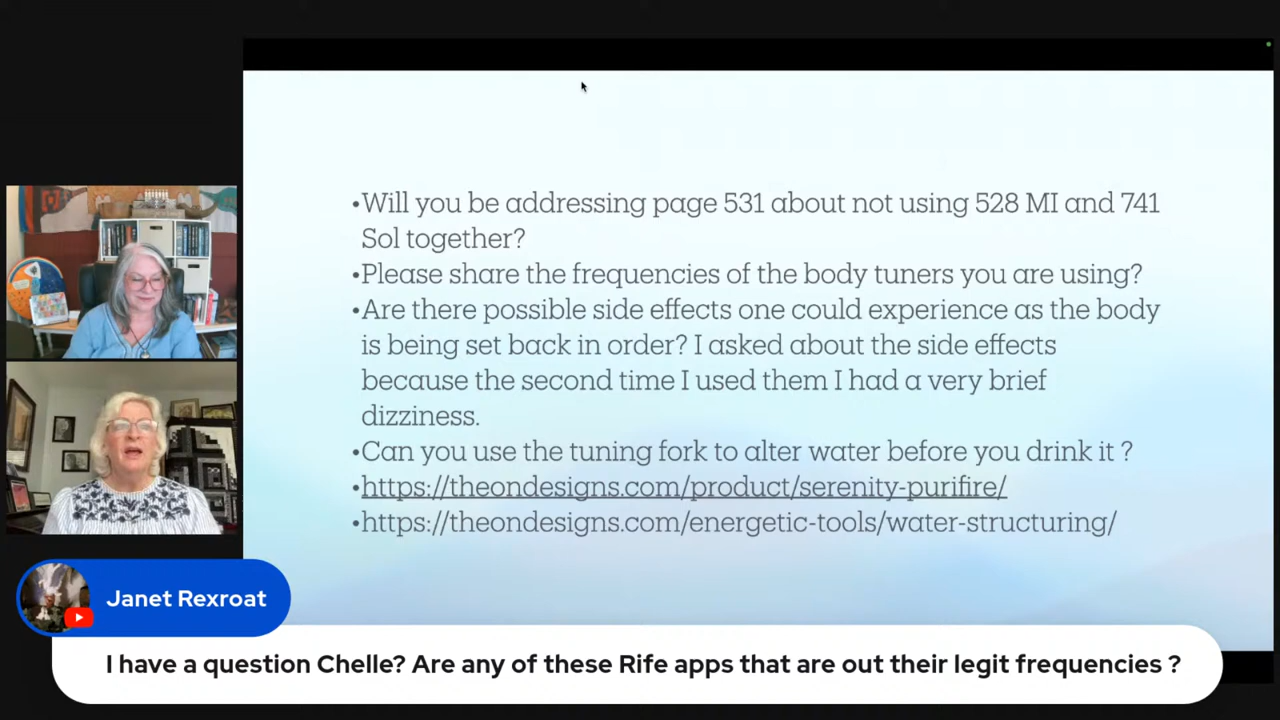 •Will you be addressing page 531 about not using 528 MI and 741
Sol together?
•Please share the frequencies of the body tuners you are using?
•Are there possible side effects one could experience as the body
is being set back in order? I asked about the side effects
because the second time I used them I had a very brief
dizziness.
•Can you use the tuning fork to alter water before you drink it ?
•https://theondesigns.com/product/serenity-purifire/
•https://theondesigns.com/energetic-tools/water-structuring/
Janet Rexroat
I have a question Chelle? Are any of these Rife apps that are out their legit frequencies ?